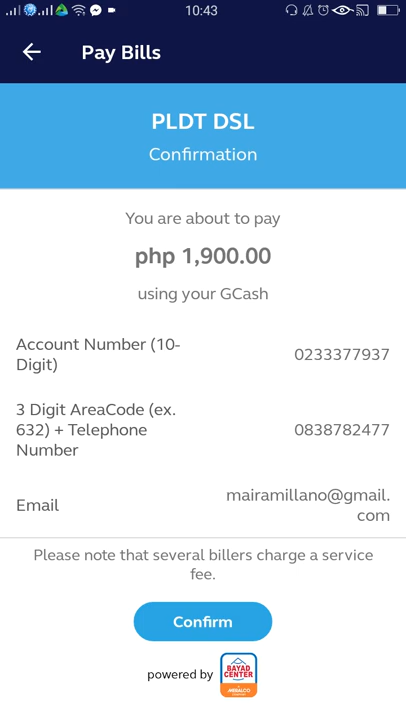 10:43
Pay Bills
PLDT DSL
Confirmation
You are about to pay
php 1,900.00
using your GCash
Account Number (10-
Digit)
0233377937
3 Digit AreaCode (ex.
632) + Telephone
Number
0838782477
Email
mairamillano@gmail.
com
Please note that several billers charge a service
fee.
Confirm
powered by
BAYAD
CENTER
MERALCO